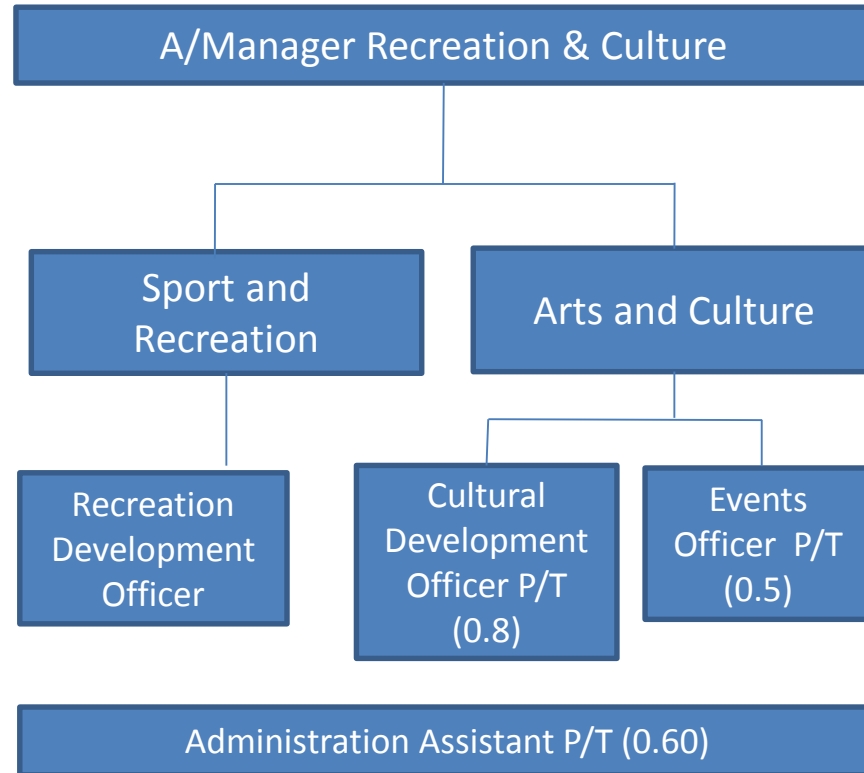 A/Manager Recreation & Culture
Sport and
Recreation
Arts and Culture
Recreation
Development
Officer
Cultural
Development
Officer P/T
(0.8)
Events
Officer  P/T
(0.5)
Administration Assistant P/T (0.60)